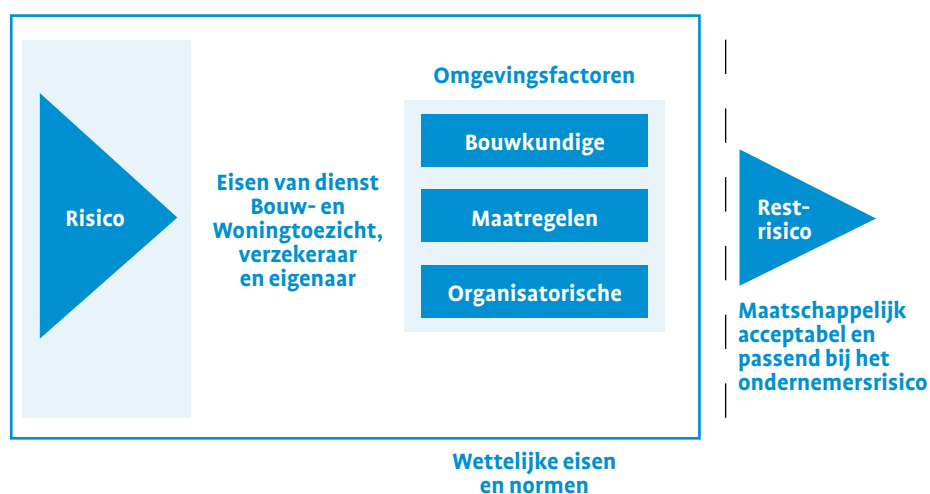 Risico
Eisen van dienst
Bouw- en
Woningtoezicht,
verzekeraar
en eigenaar
Omgevingsfactoren
Bouwkundige
Maatregelen
Organisatorische
Rest-
risico
Maatschappelijk
acceptabel en
passend bij het
ondernemersrisico
Wettelijke eisen
en normen